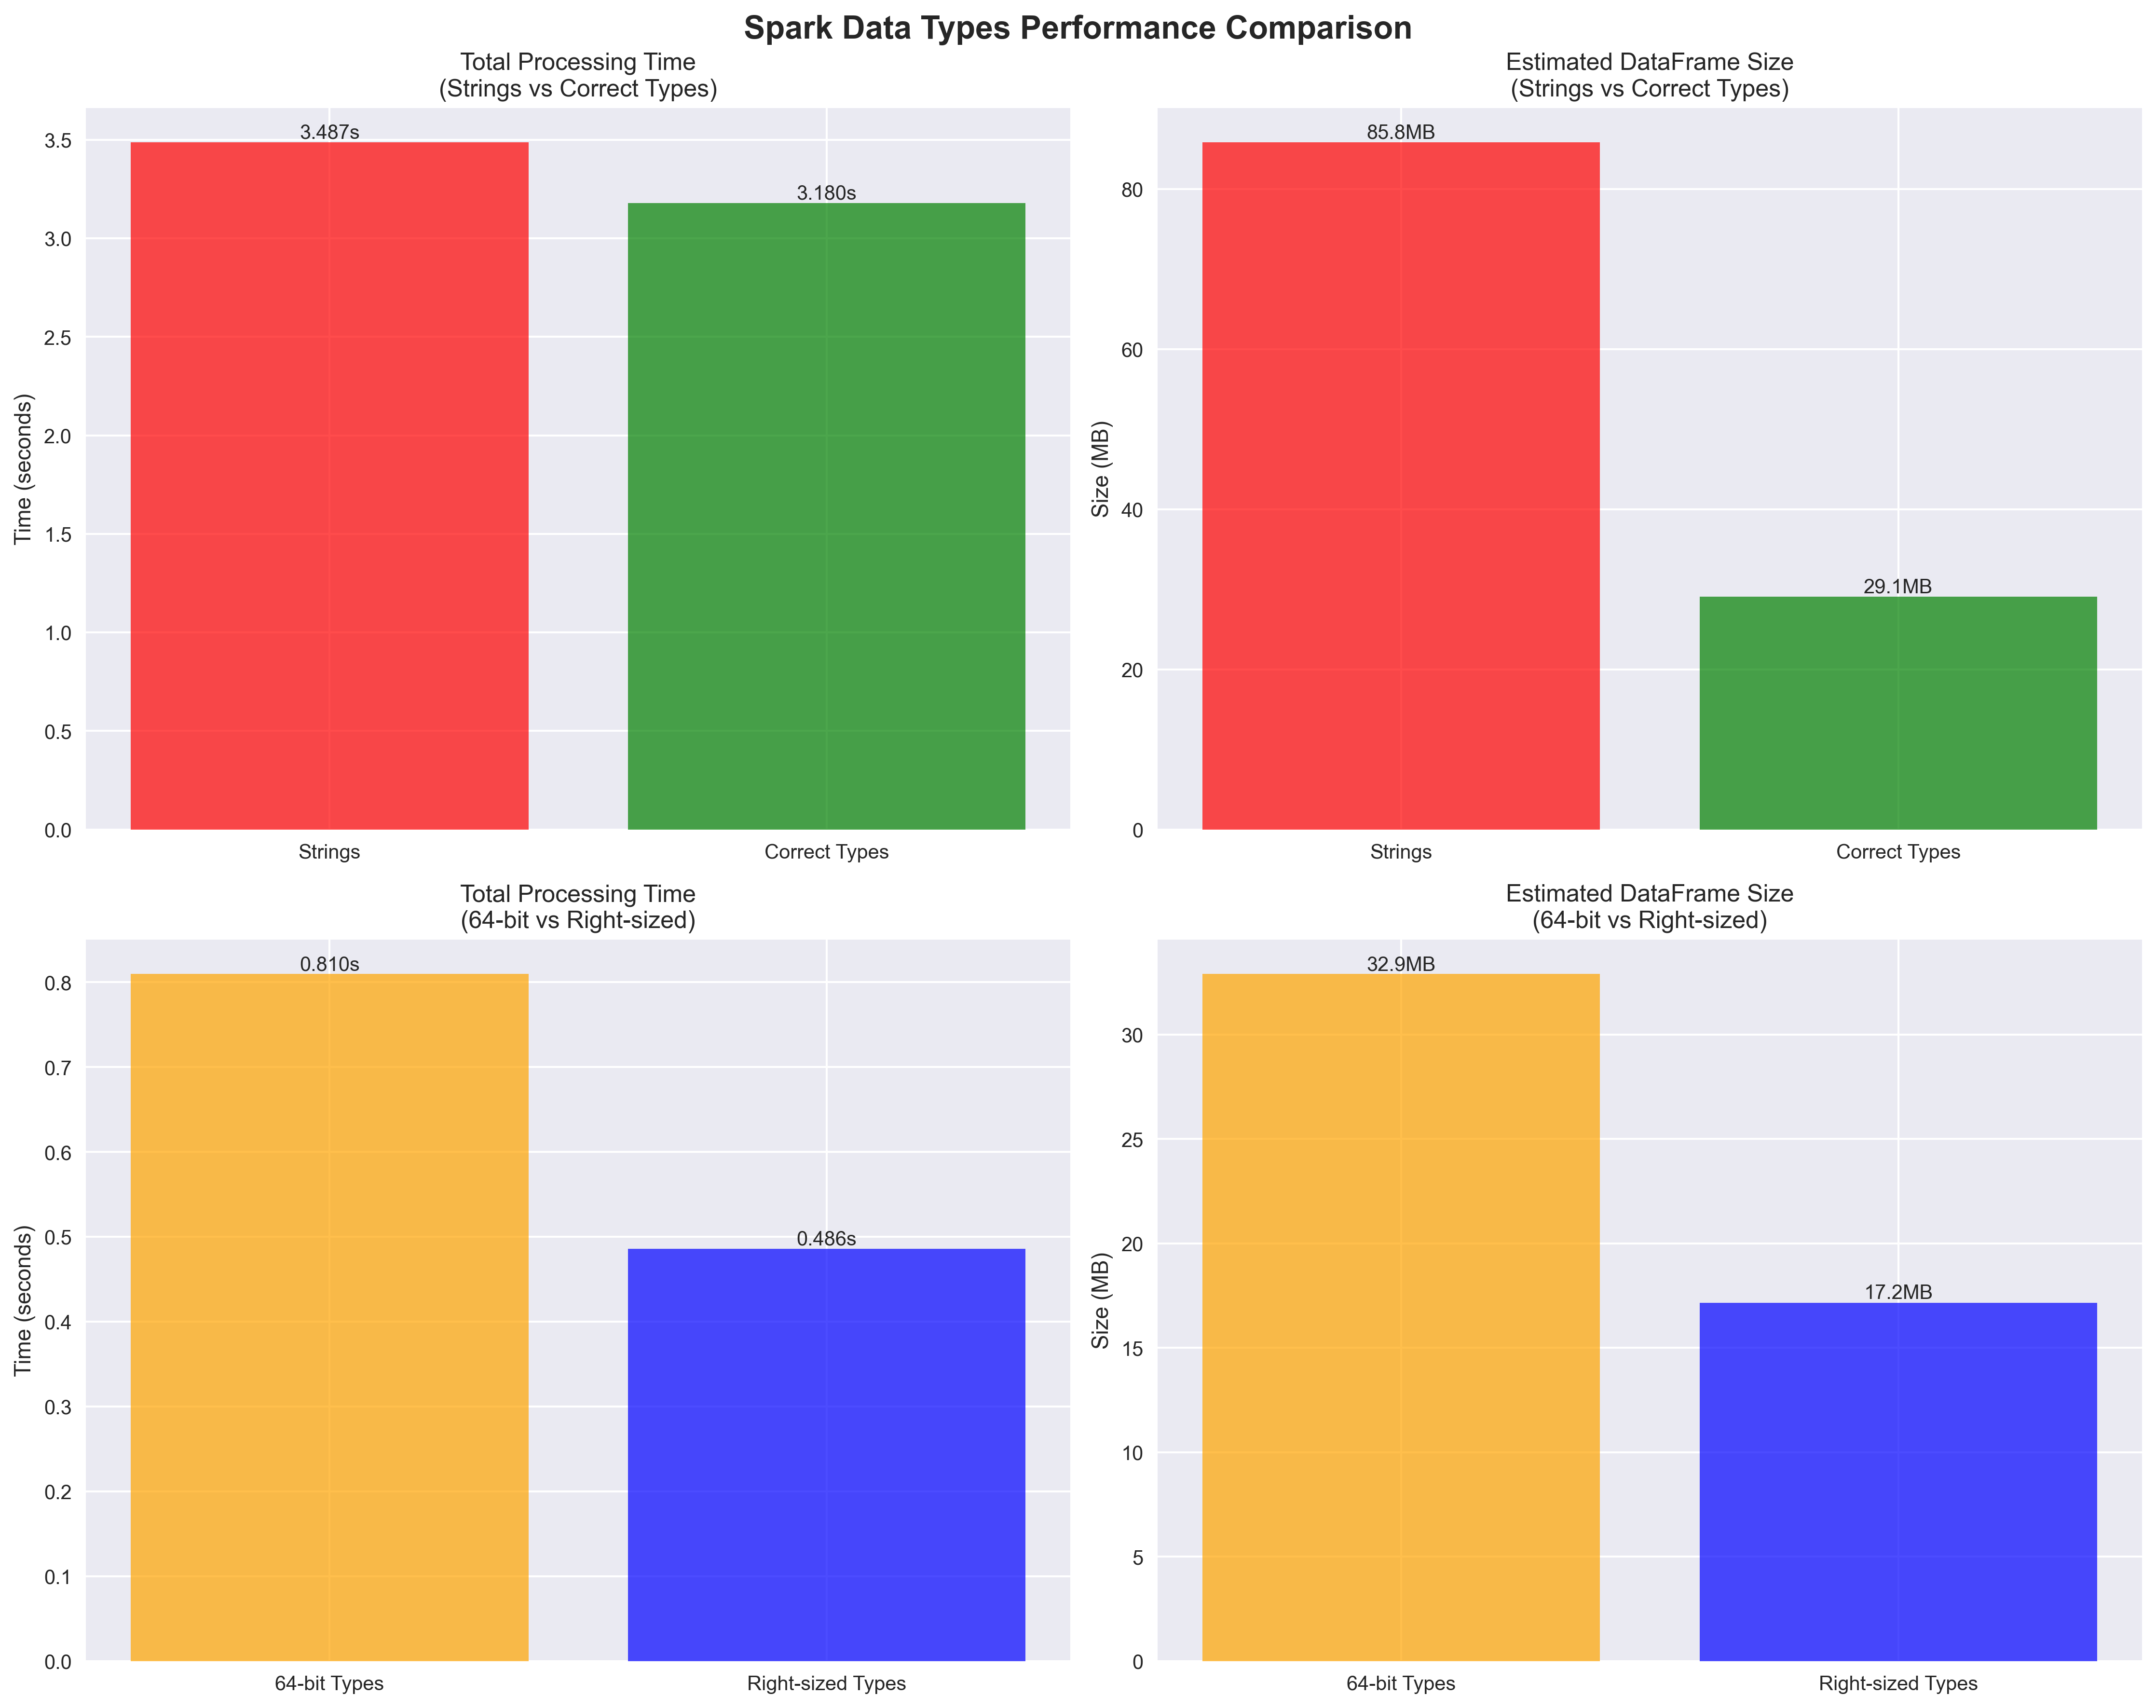 Spark Data Types Performance Comparison
Total Processing Time
(Strings vs Correct Types)
3.487s
3.180s
3.5
3.0
2.5
2.0
1.5
1.0
0.5
0.0
Time (seconds)
Strings
Correct Types
Estimated DataFrame Size
(Strings vs Correct Types)
85.8MB
29.1MB
80
60
40
20
0
Size (MB)
Strings
Correct Types
Total Processing Time
(64-bit vs Right-sized)
0.810s
0.486s
0.8
0.7
0.6
0.5
0.4
0.3
0.2
0.1
0.0
Time (seconds)
64-bit Types
Right-sized Types
Estimated DataFrame Size
(64-bit vs Right-sized)
32.9MB
17.2MB
30
25
20
15
10
5
0
Size (MB)
64-bit Types
Right-sized Types